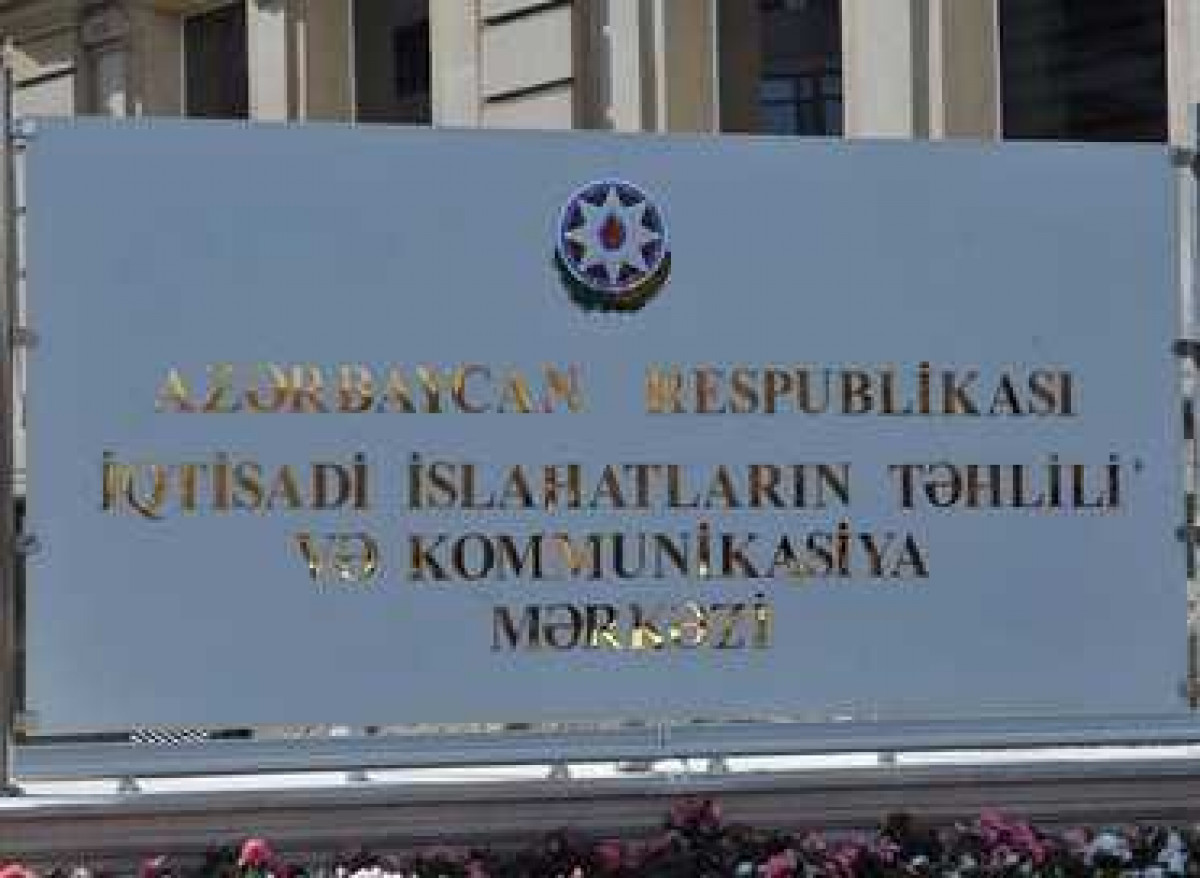 AZƏRBAYCAN RESPUBLİKASI
İQTİSADİ İSLAHATLARIN TƏHLİLİ
VƏ KOMMUNİKASİYA
MƏRKƏZİ